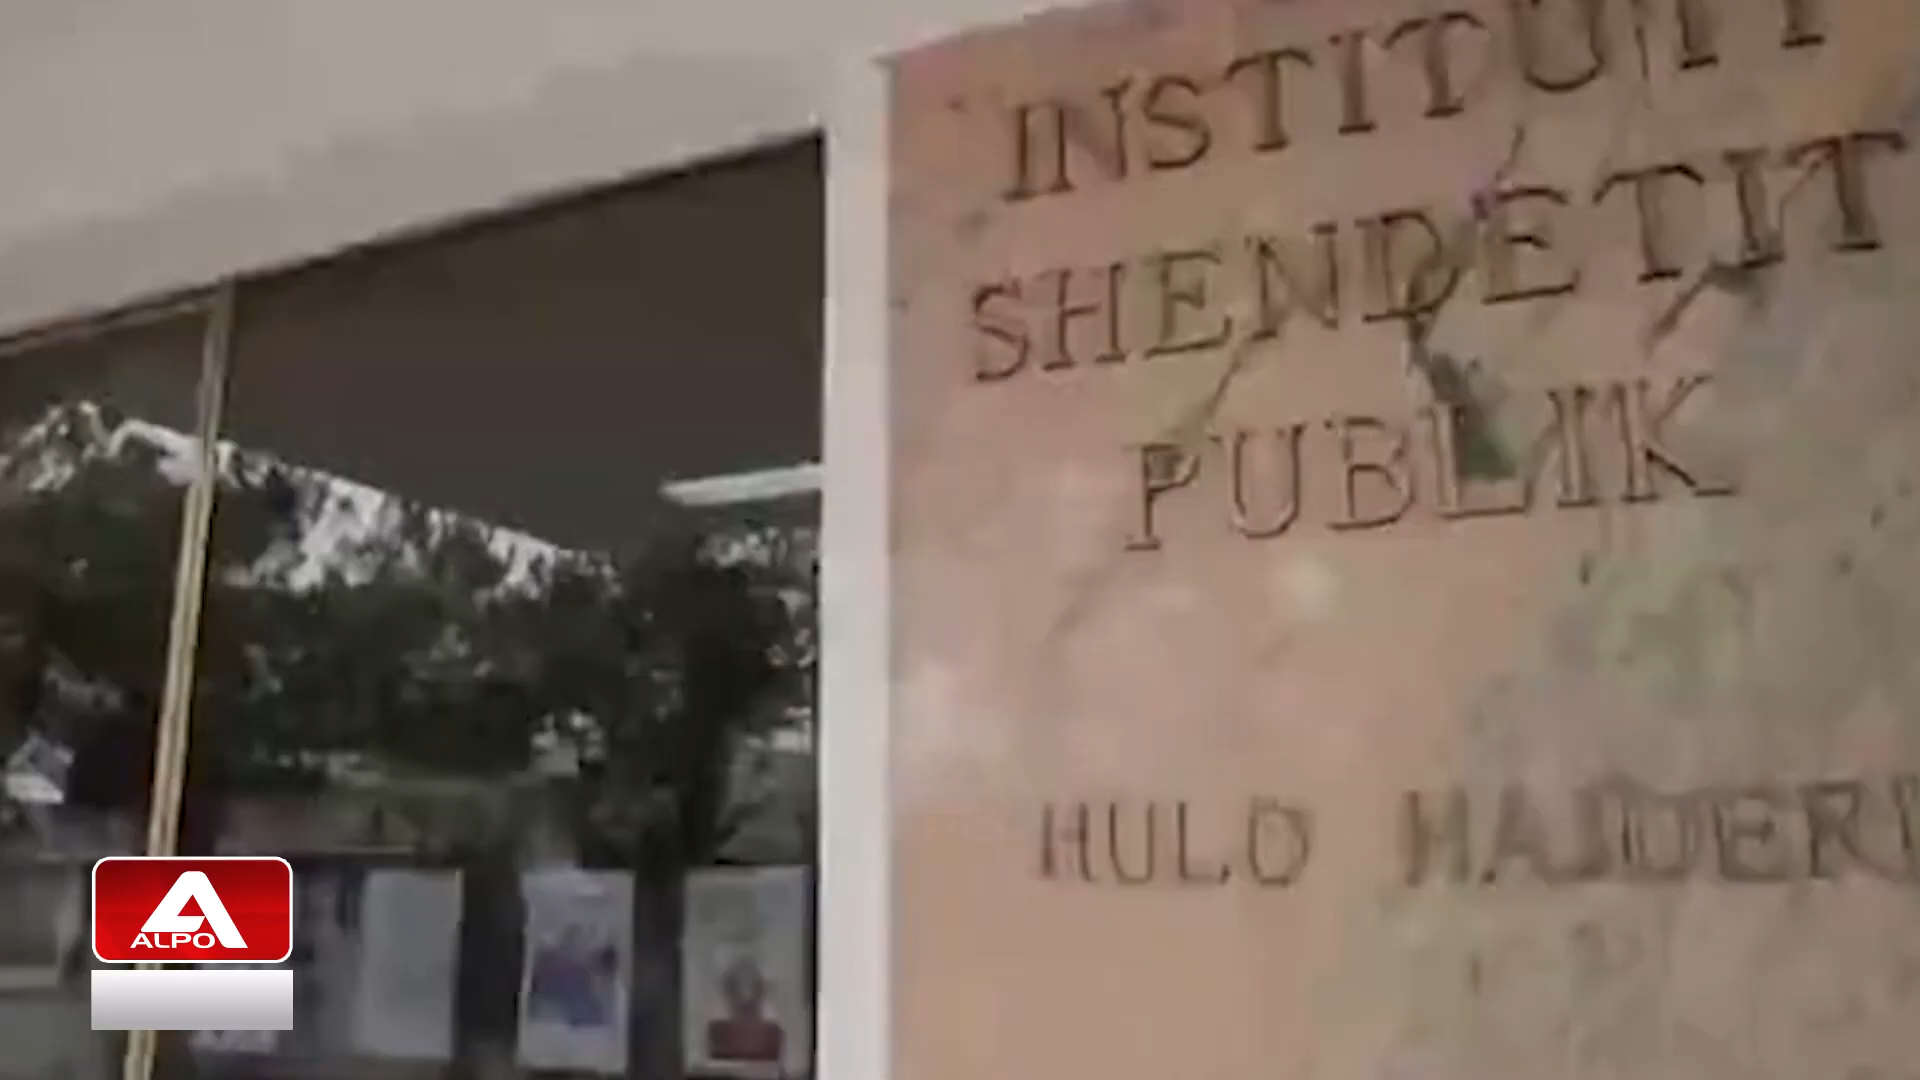 INSTITUTI
SHENDETIT
PUBLIK
HULO HAJDERI
ALPO